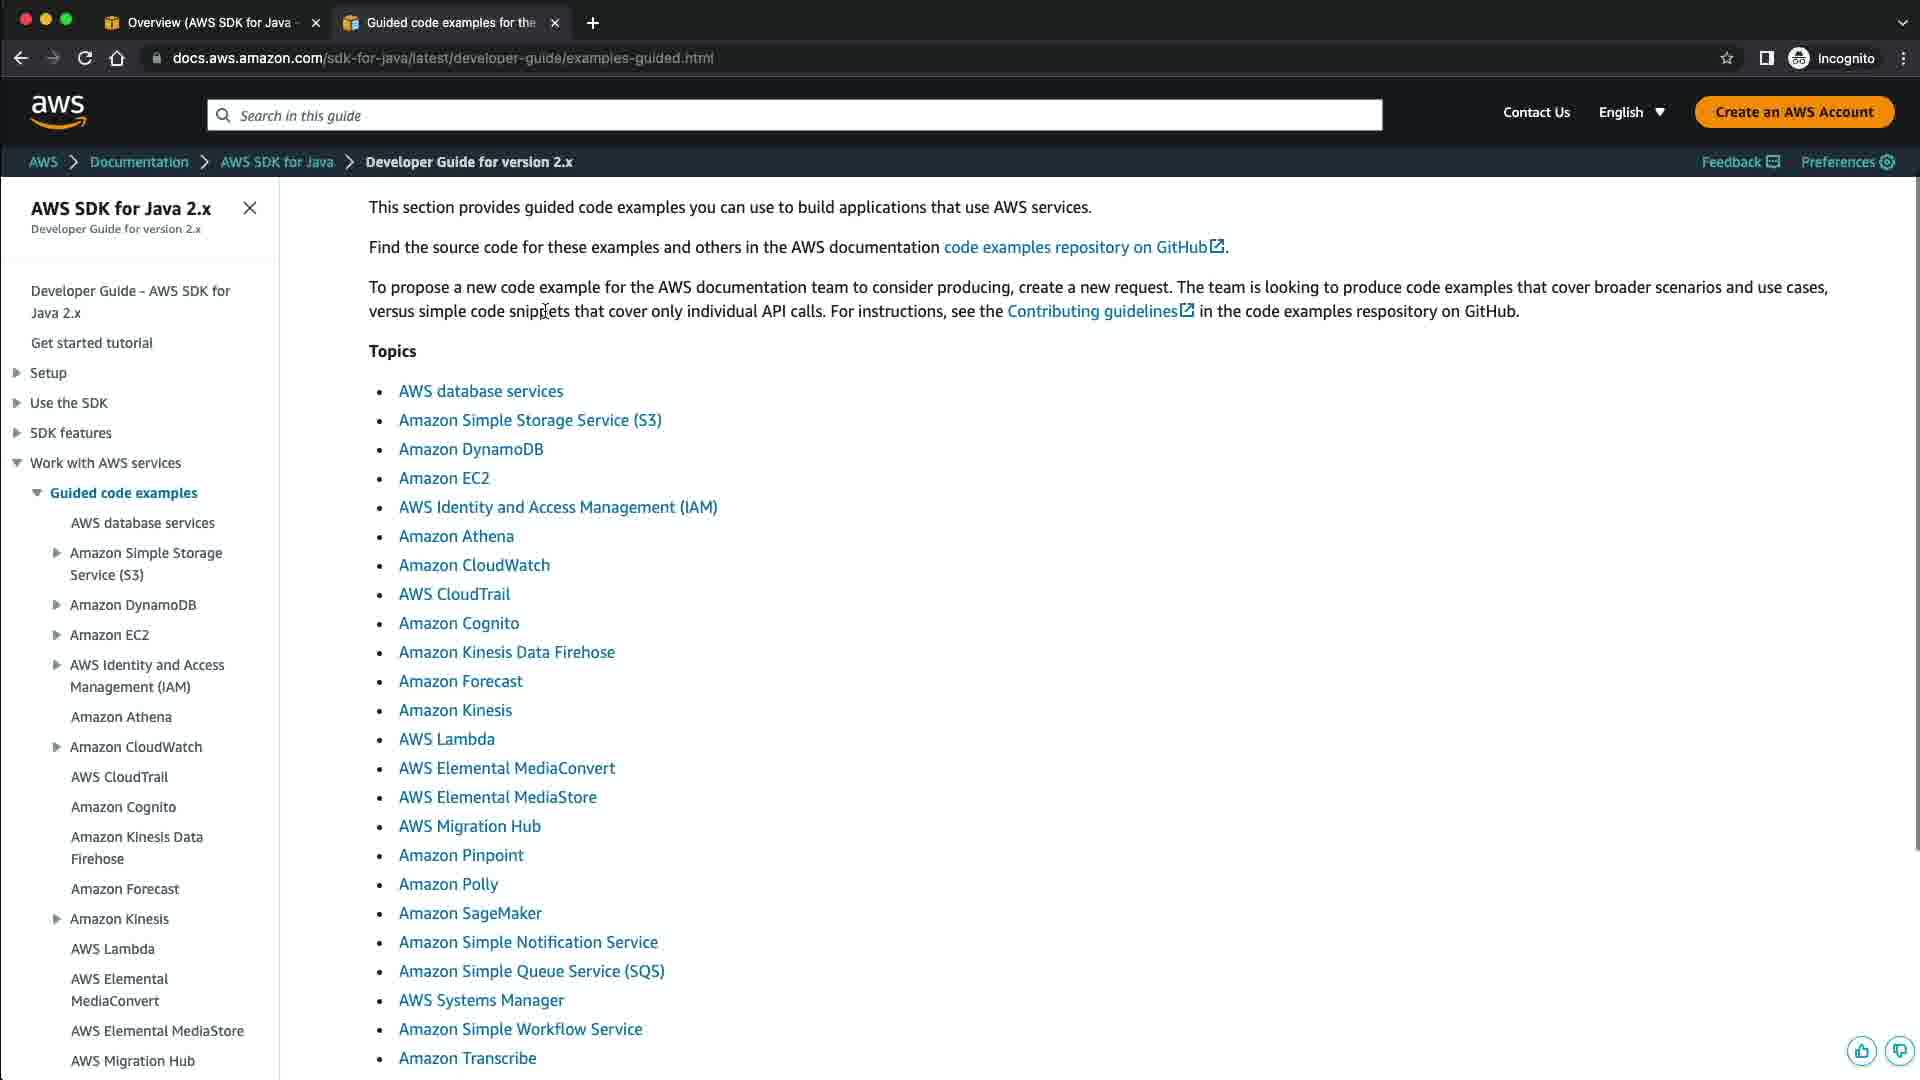 Overview (AWS SDK for Java -
Guided code examples for the
docs.aws.amazon.com/sdk-for-java/latest/developer-guide/examples-guided.html
Incognito
aws
Search in this guide
Contact Us
English
Create an AWS Account
AWS
Documentation
AWS SDK for Java
Developer Guide for version 2.x
Feedback
Preferences
AWS SDK for Java 2.x
Developer Guide for version 2.x
Developer Guide - AWS SDK for
Java 2.x
Get started tutorial
Setup
Use the SDK
SDK features
Work with AWS services
Guided code examples
AWS database services
Amazon Simple Storage
Service (S3)
Amazon DynamoDB
Amazon EC2
AWS Identity and Access
Management (IAM)
Amazon Athena
Amazon CloudWatch
AWS CloudTrail
Amazon Cognito
Amazon Kinesis Data
Firehose
Amazon Forecast
Amazon Kinesis
AWS Lambda
AWS Elemental
MediaConvert
AWS Elemental MediaStore
AWS Migration Hub
This section provides guided code examples you can use to build applications that use AWS services.
Find the source code for these examples and others in the AWS documentation code examples repository on GitHub.
To propose a new code example for the AWS documentation team to consider producing, create a new request. The team is looking to produce code examples that cover broader scenarios and use cases,
versus simple code snippets that cover only individual API calls. For instructions, see the Contributing guidelines in the code examples respository on GitHub.
Topics
• AWS database services
• Amazon Simple Storage Service (S3)
• Amazon DynamoDB
• Amazon EC2
• AWS Identity and Access Management (IAM)
• Amazon Athena
• Amazon CloudWatch
• AWS CloudTrail
• Amazon Cognito
• Amazon Kinesis Data Firehose
• Amazon Forecast
• Amazon Kinesis
• AWS Lambda
• AWS Elemental MediaConvert
• AWS Elemental MediaStore
• AWS Migration Hub
• Amazon Pinpoint
• Amazon Polly
• Amazon SageMaker
• Amazon Simple Notification Service
• Amazon Simple Queue Service (SQS)
• AWS Systems Manager
• Amazon Simple Workflow Service
• Amazon Transcribe